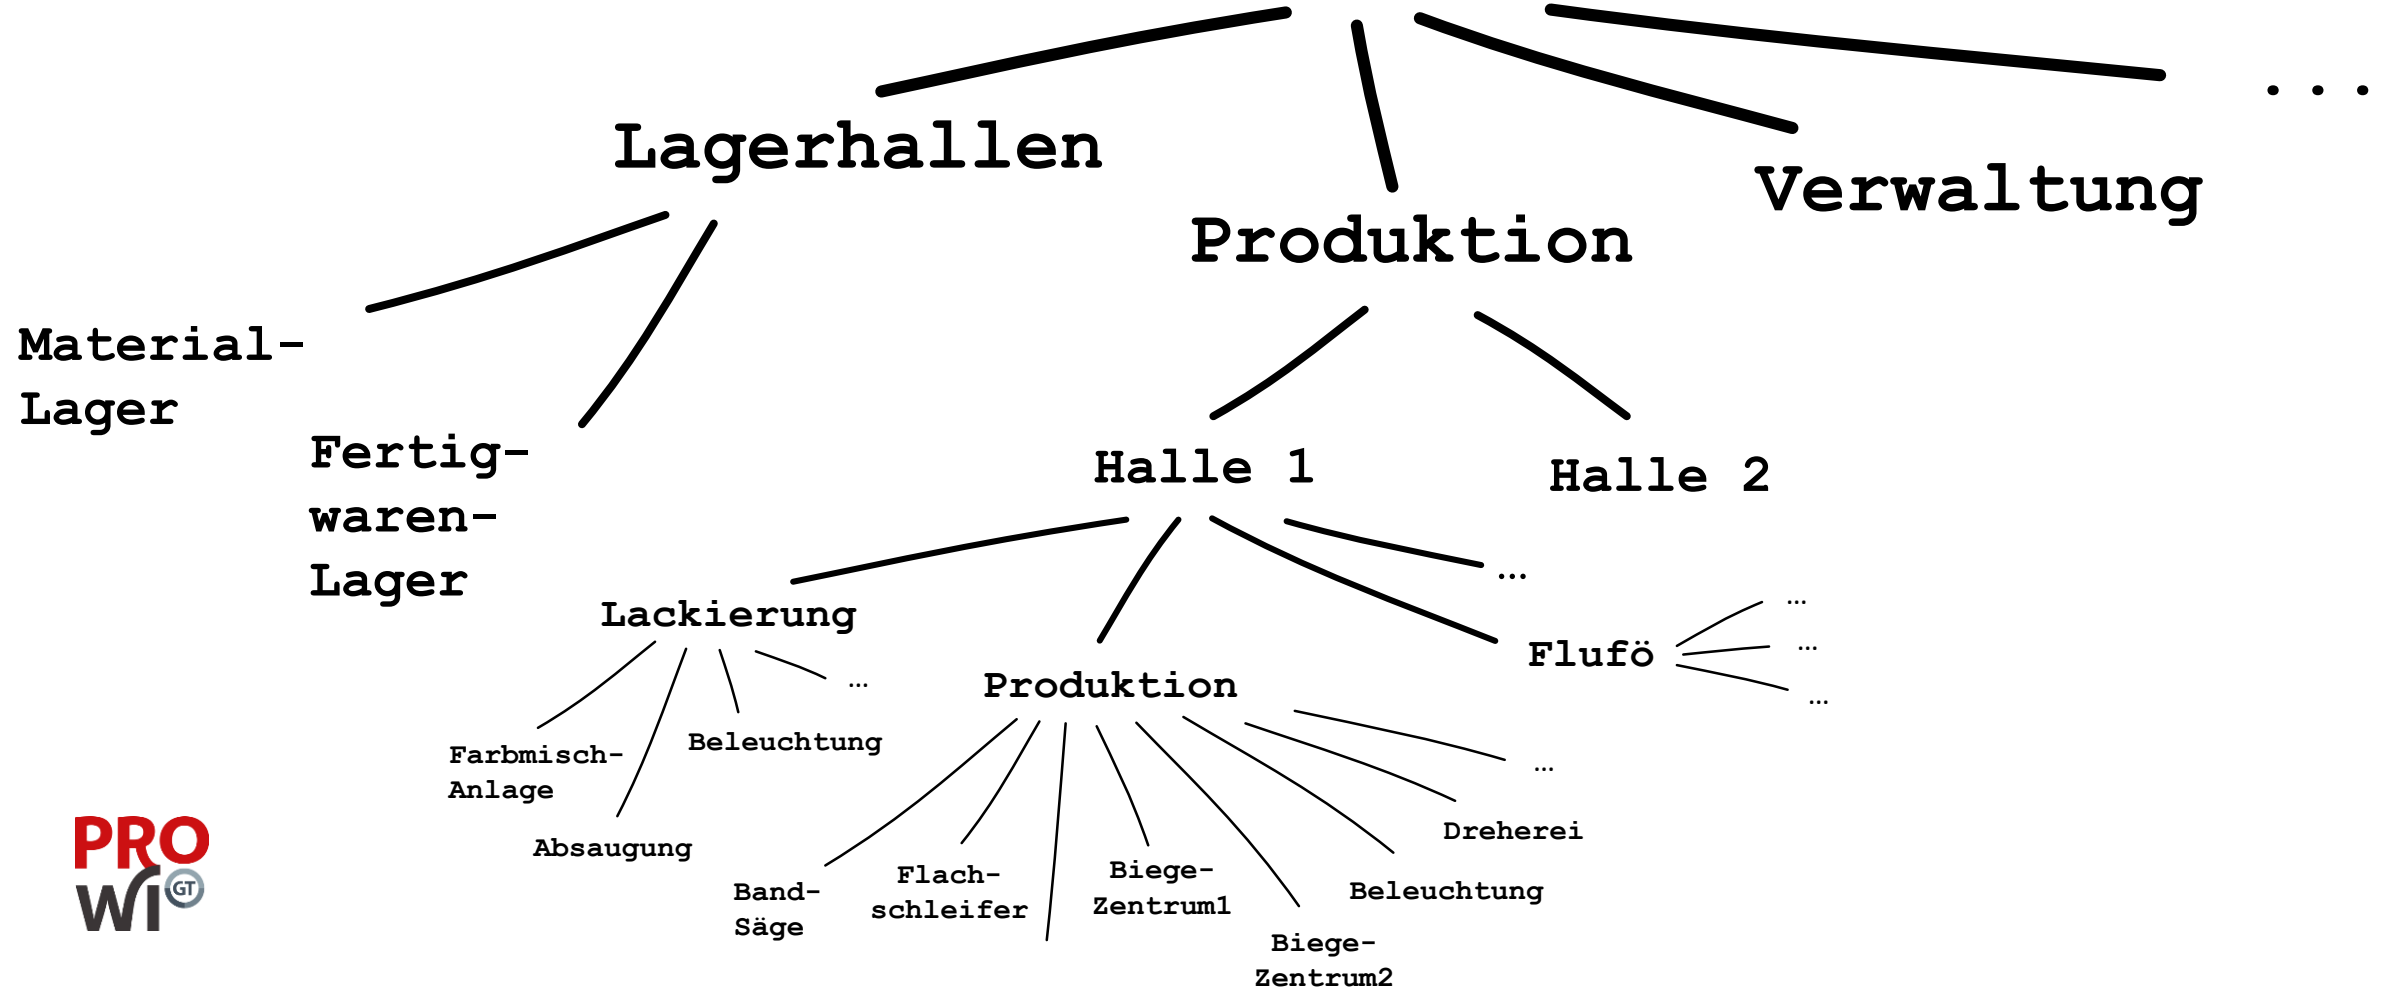 ...
Lagerhallen
Verwaltung
Produktion
Material-
Lager
Fertig-
waren-
Lager
Halle 1
Halle 2
...
Lackierung
Flufö
...
...
...
Produktion
...
Farbmisch-
Anlage
Beleuchtung
Absaugung
...
Dreherei
Band-
Säge
Flach-
schleifer
Biege-
Zentrum1
Beleuchtung
Biege-
Zentrum2
PRO
WI GT